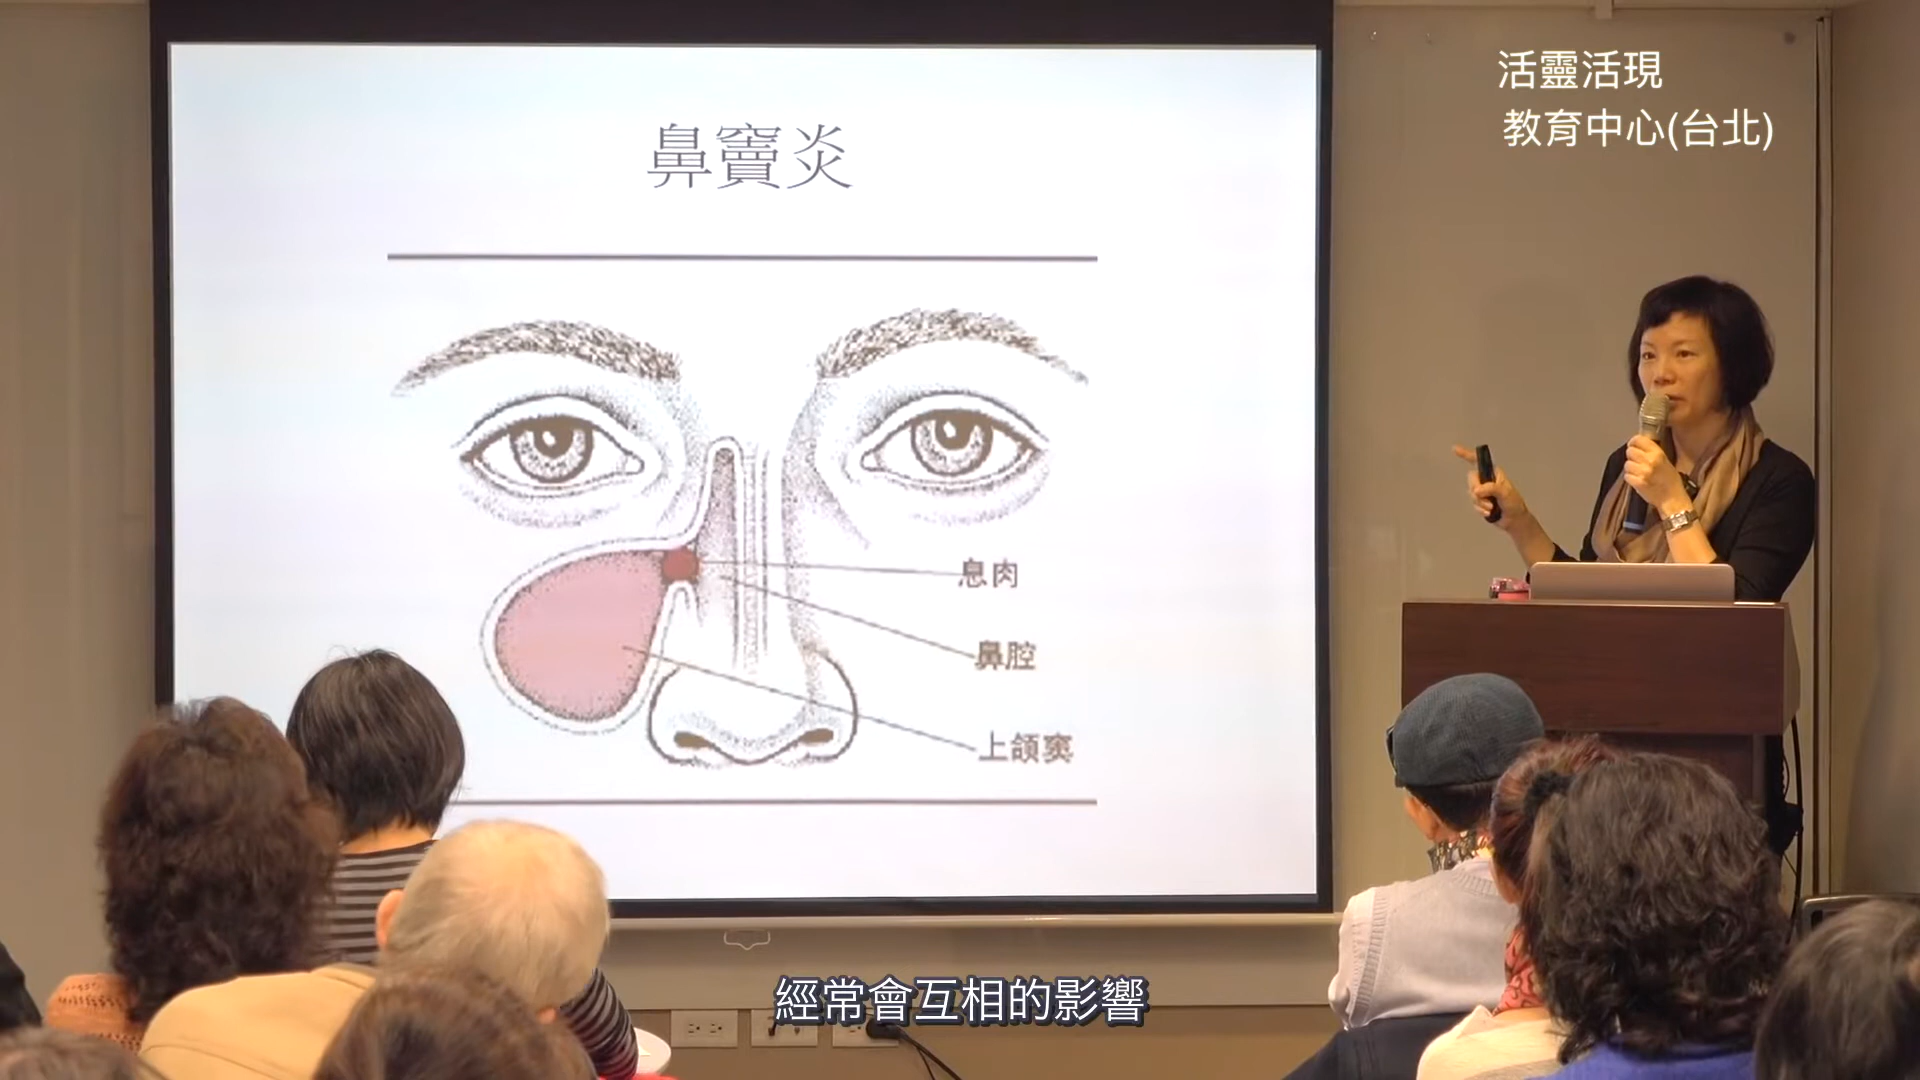 活靈活現
教育中心(台北)
鼻竇炎
息肉
鼻腔
上頜竇
經常會互相的影響